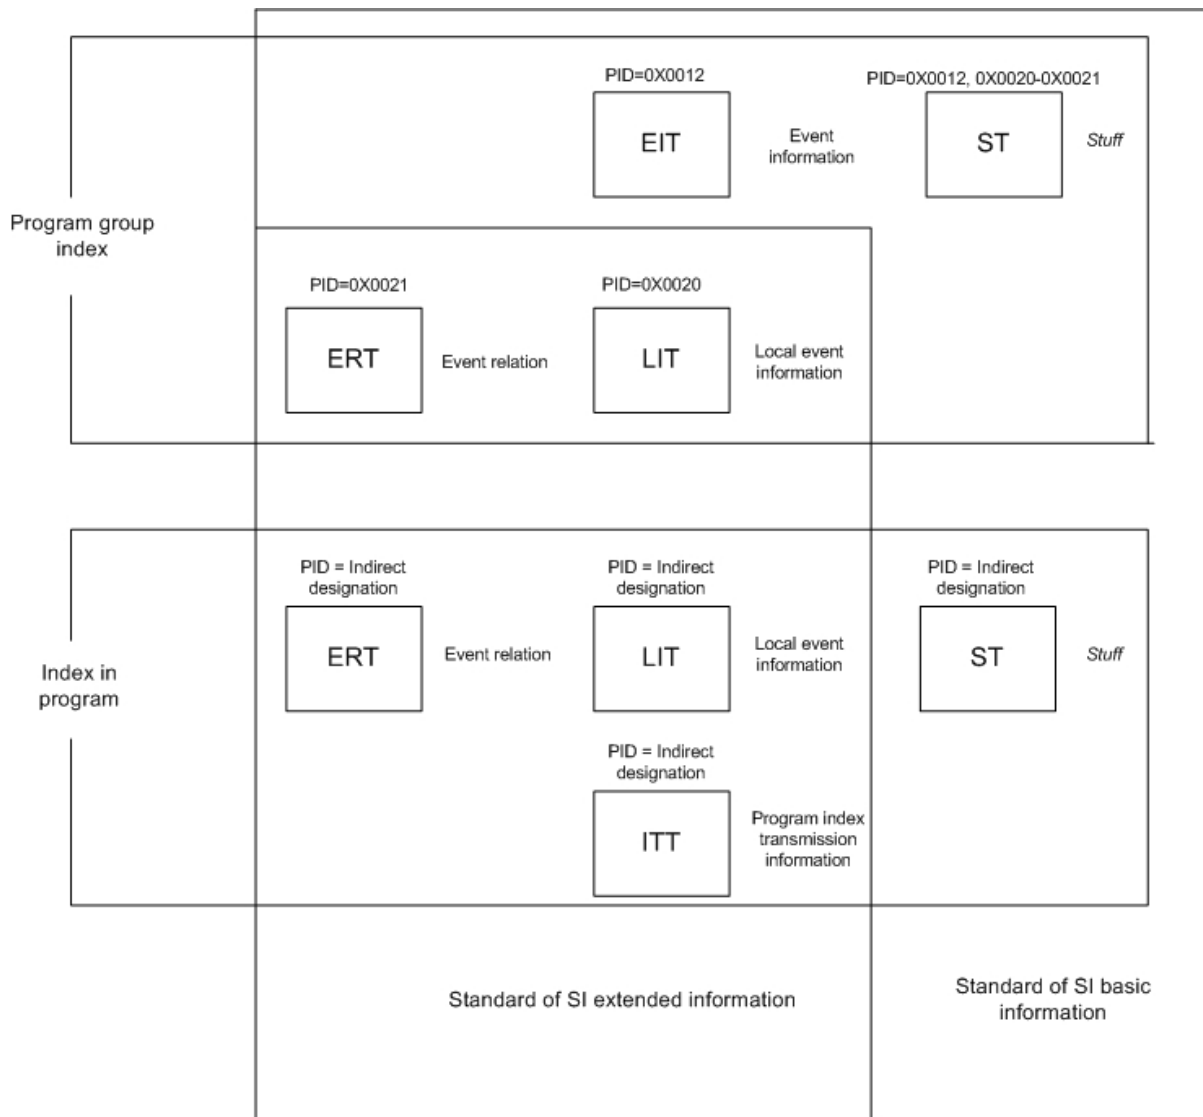 PID=0X0012
PID=0X0012, 0X0020-0X0021
EIT
Event
information
ST
Stuff
Program group
index
PID=0X0021
PID=0X0020
ERT
Event relation
LIT
Local event
information
PID = Indirect
designation
PID = Indirect
designation
PID = Indirect
designation
ERT
Event relation
LIT
Local event
information
ST
Stuff
Index in
program
PID = Indirect
designation
ITT
Program index
transmission
information
Standard of SI extended information
Standard of SI basic
information